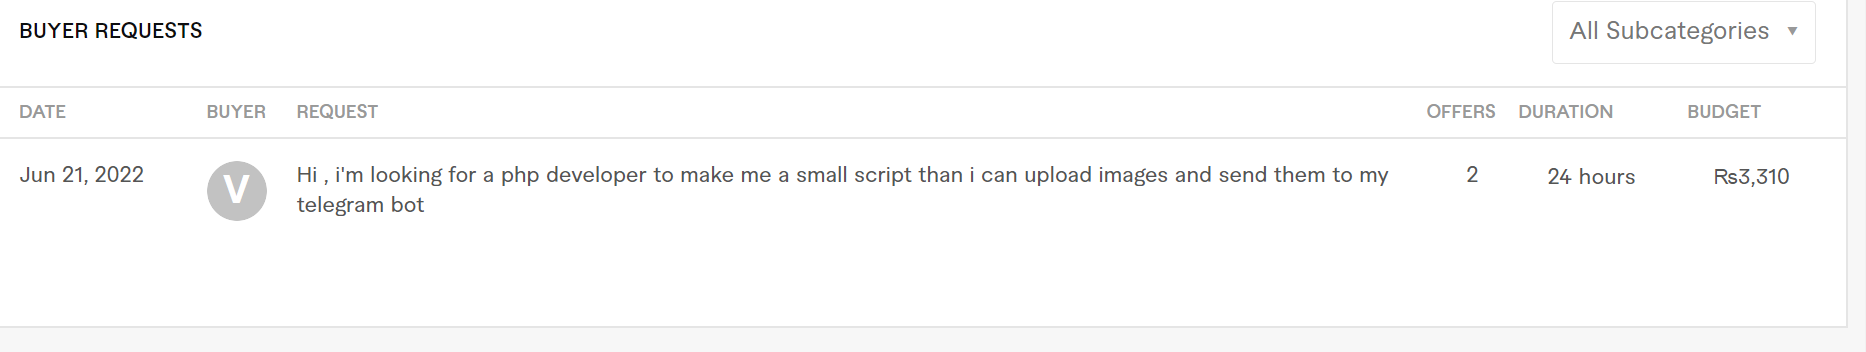 BUYER REQUESTS
All Subcategories
DATE BUYER REQUEST OFFERS DURATION BUDGET
Jun 21, 2022 V Hi , i'm looking for a php developer to make me a small script than i can upload images and send them to my 2 24 hours ₨3,310
telegram bot